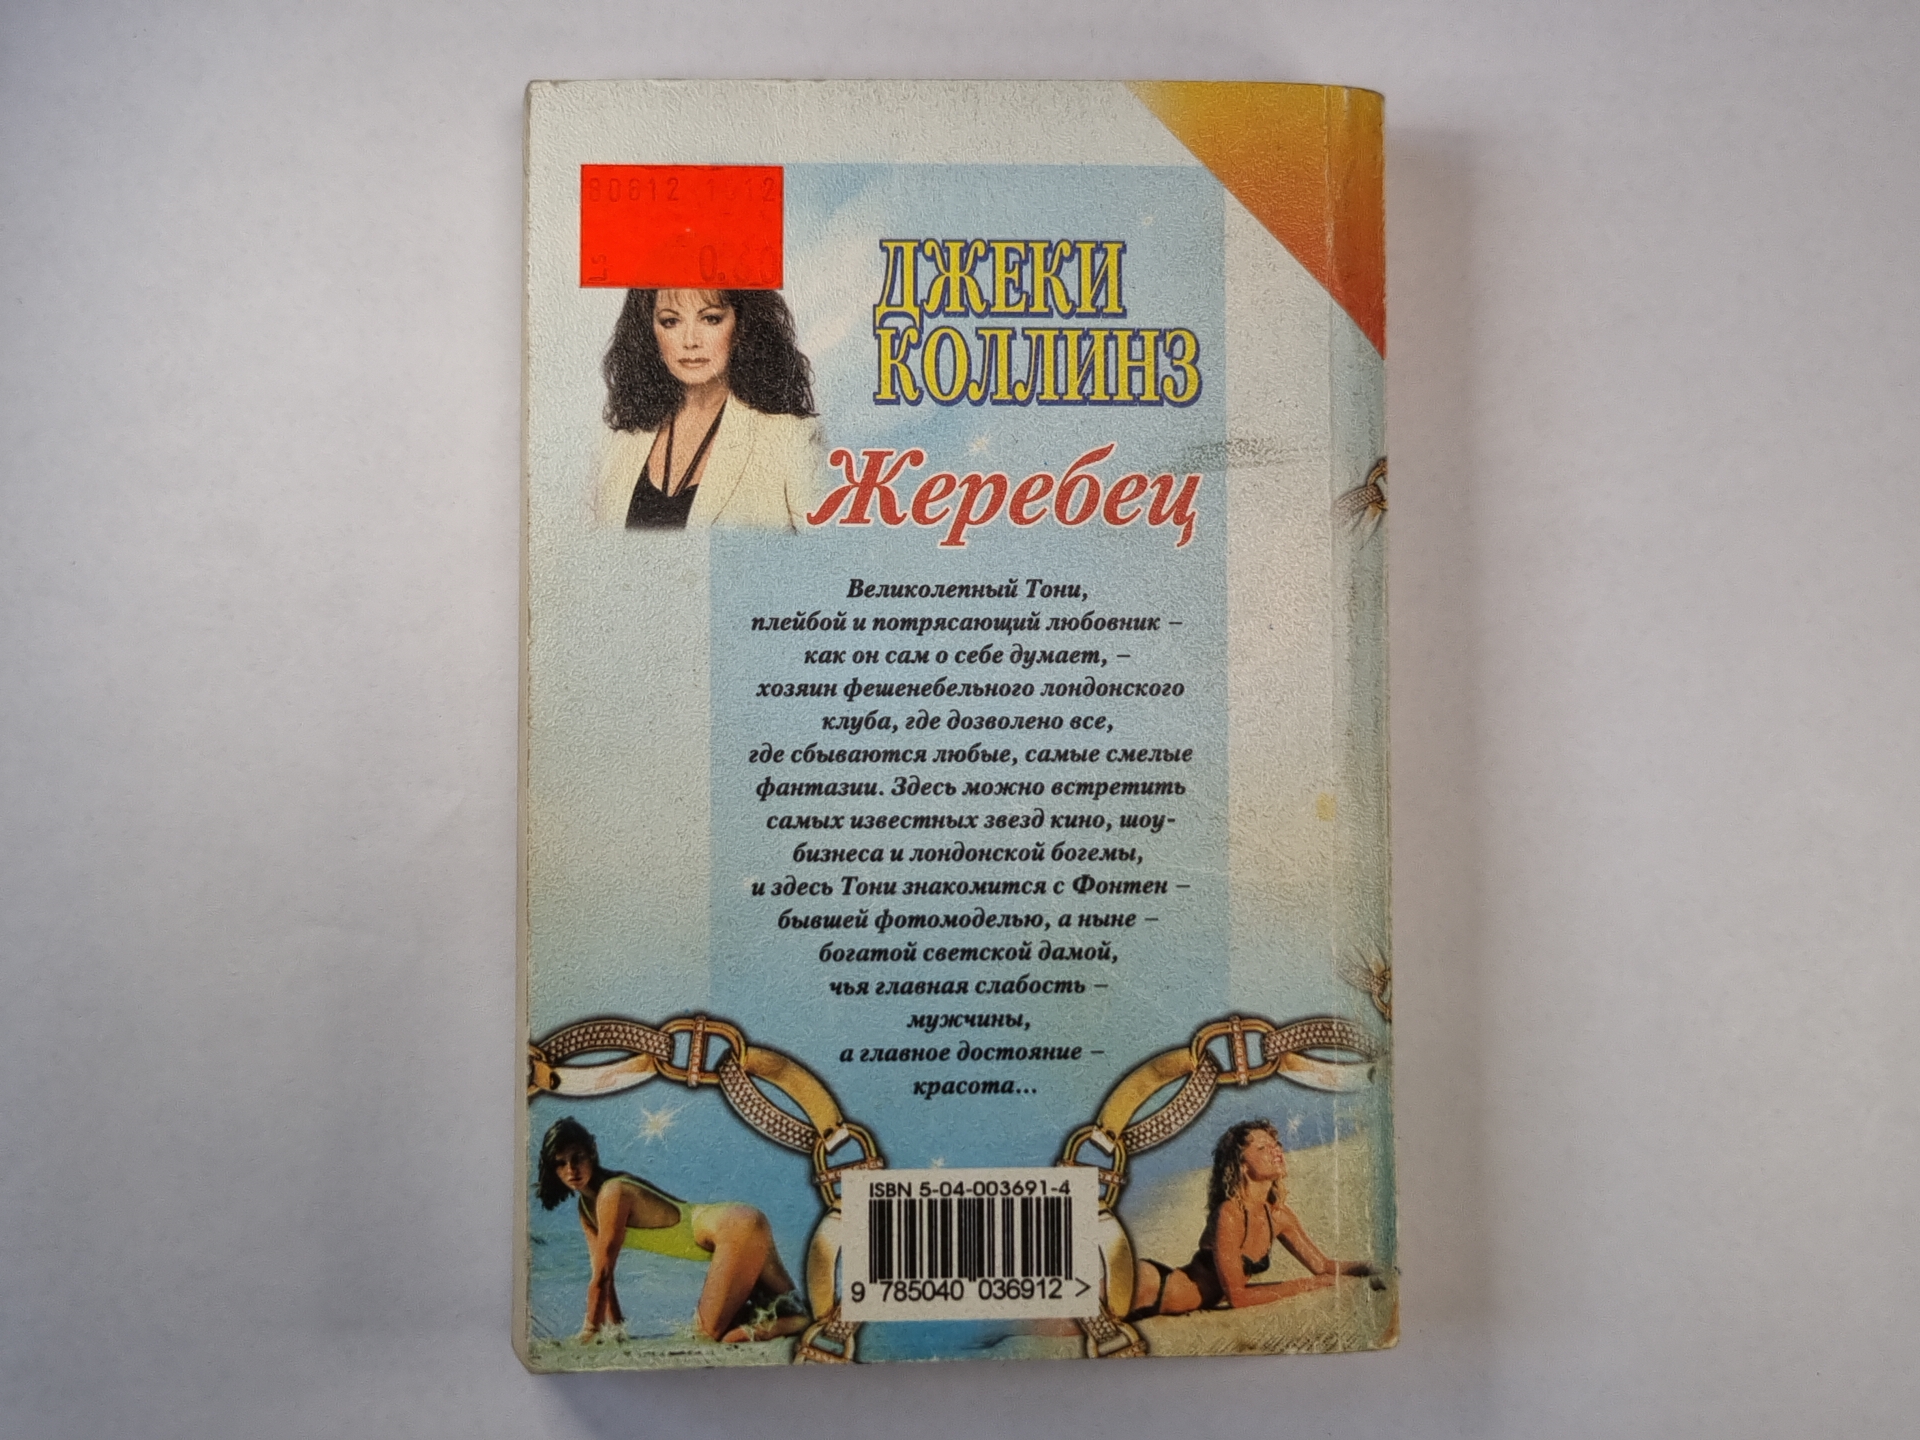 80612 1012
Ls 0.60
ДЖЕКИ
КОЛЛИНЗ
Жеребец
Великолепный Тони,
плейбой и потрясающий любовник –
как он сам о себе думает, –
хозяин фешенебельного лондонского
клуба, где дозволено все,
где сбываются любые, самые смелые
фантазии. Здесь можно встретить
самых известных звезд кино, шоу-
бизнеса и лондонской богемы,
и здесь Тони знакомится с Фонтен –
бывшей фотомоделью, а ныне –
богатой светской дамой,
чья главная слабость –
мужчины,
а главное достояние –
красота...
ISBN 5-04-003691-4
9 785040 036912 >